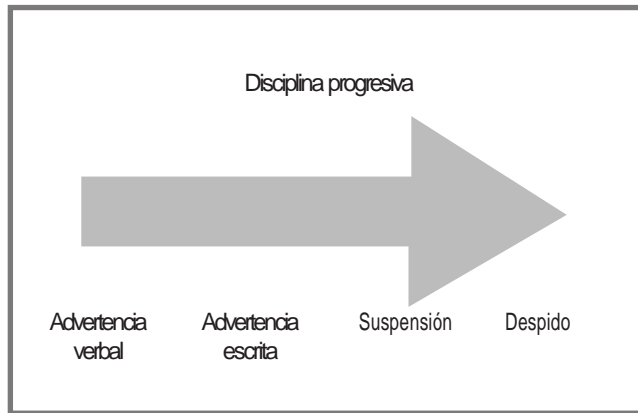 Disciplina progresiva
Advertencia verbal
Advertencia escrita
Suspensión
Despido